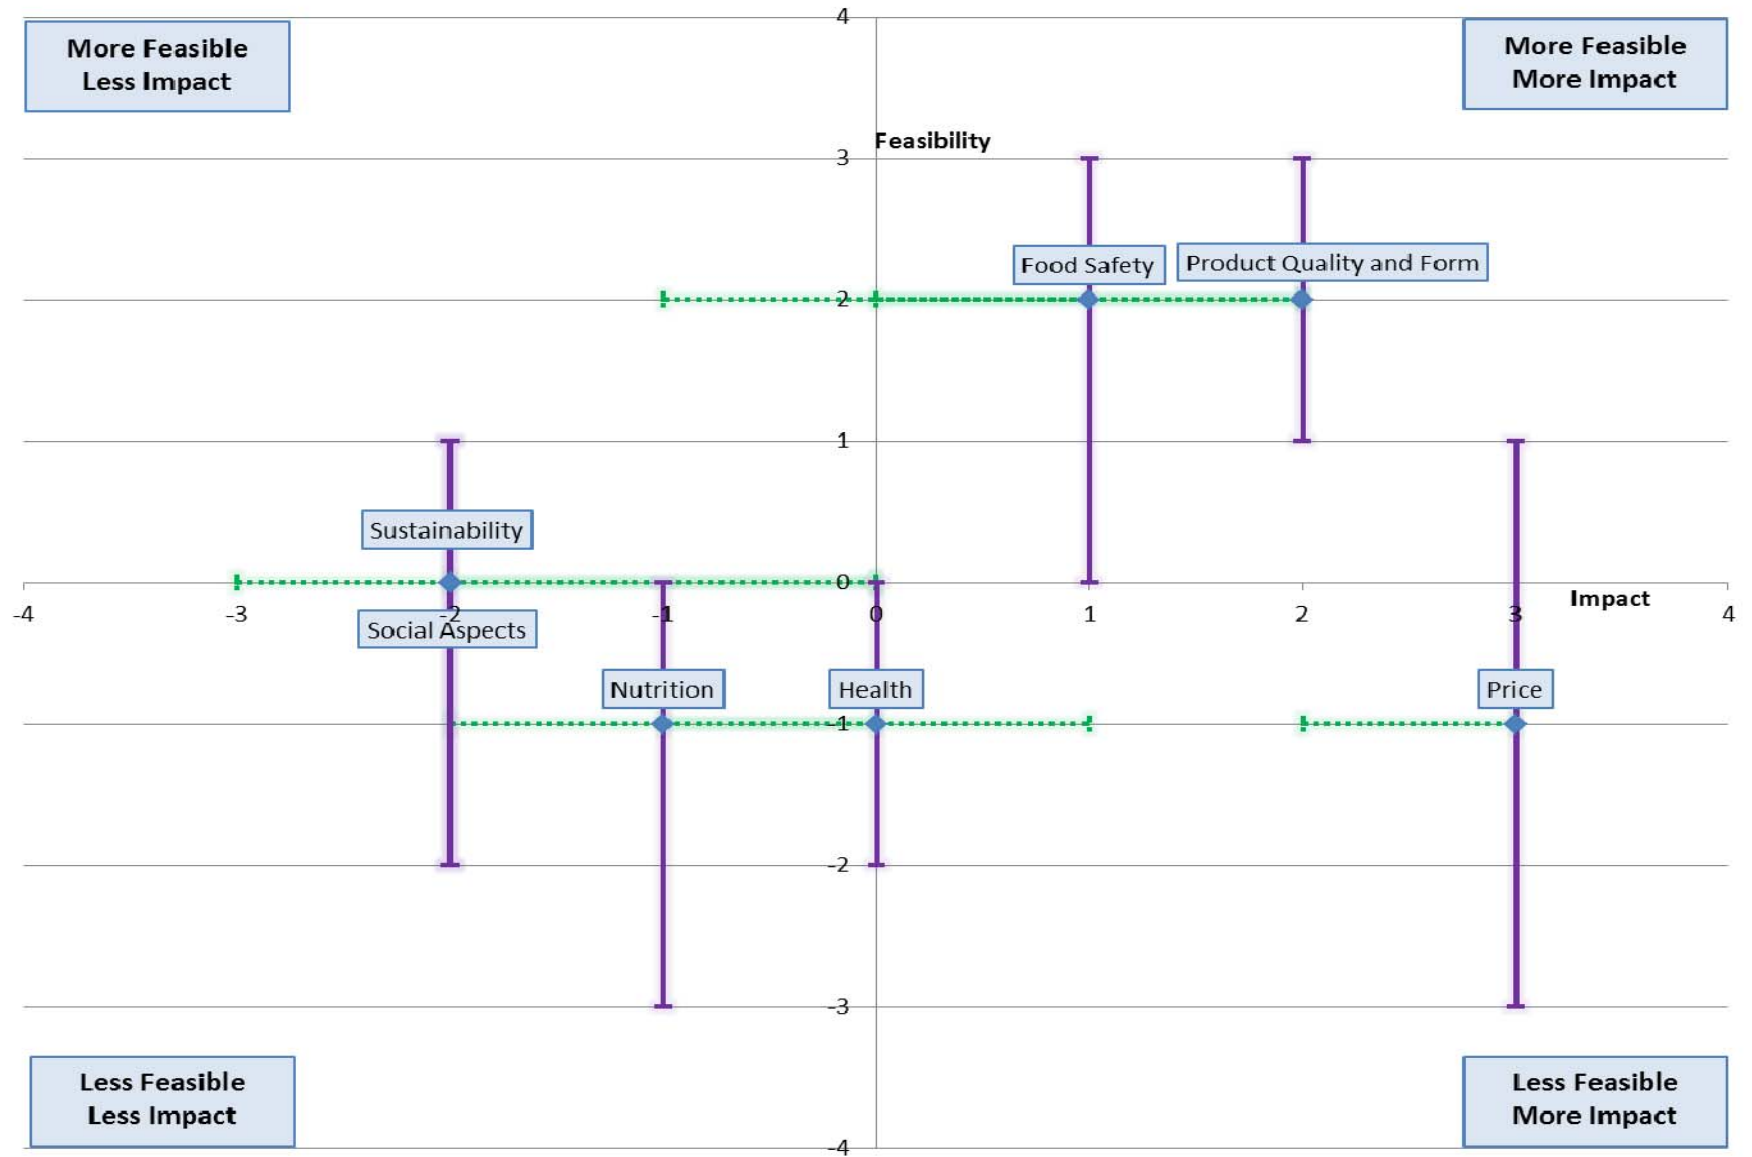 4
More Feasible
Less Impact
More Feasible
More Impact
Feasibility
3
Food Safety
Product Quality and Form
2
1
Sustainability
0
-4
-3
-2
-1
0
1
2
3
4
Impact
Social Aspects
Nutrition
Health
Price
-1
-2
-3
Less Feasible
Less Impact
Less Feasible
More Impact
-4